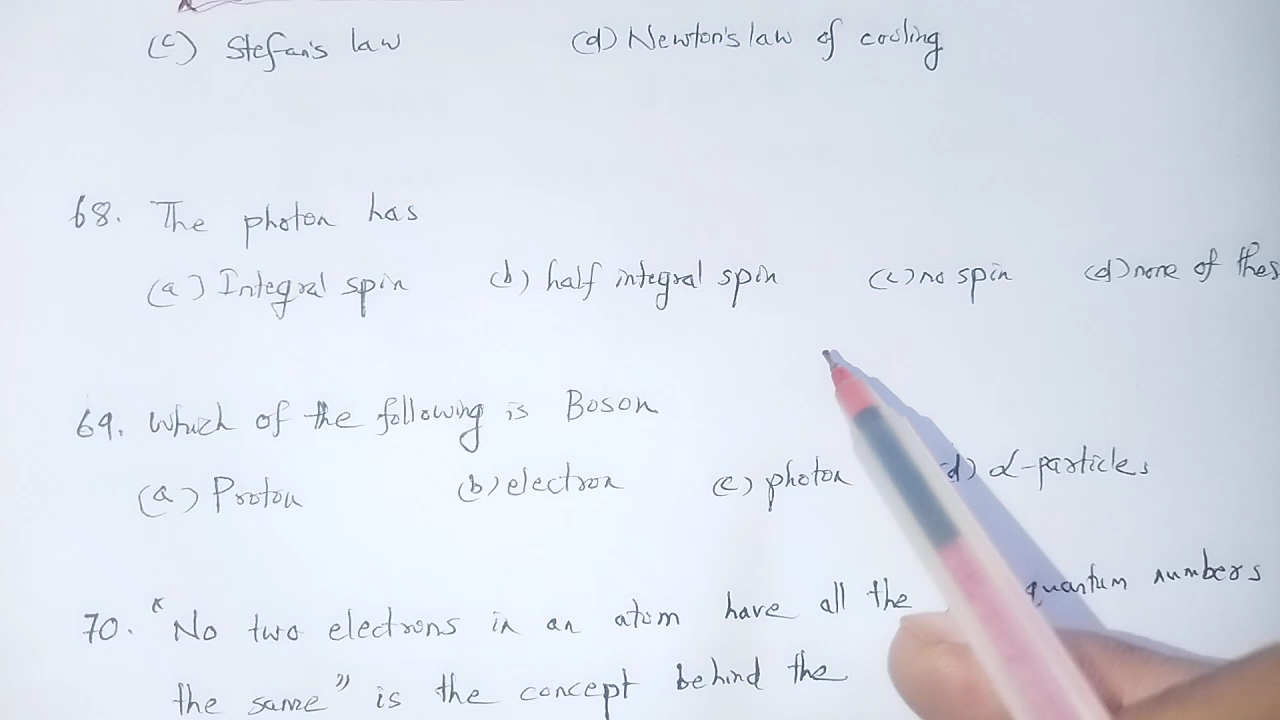 (c) Stefan's law (d) Newton's law of cooling
68. The photon has
(a) Integral spin (b) half integral spin (c) no spin (d) none of thes
69. Which of the following is Boson
(a) Proton (b) electron (c) photon d) α-particles
70. "No two electrons in an atom have all the quantum numbers
the same" is the concept behind the